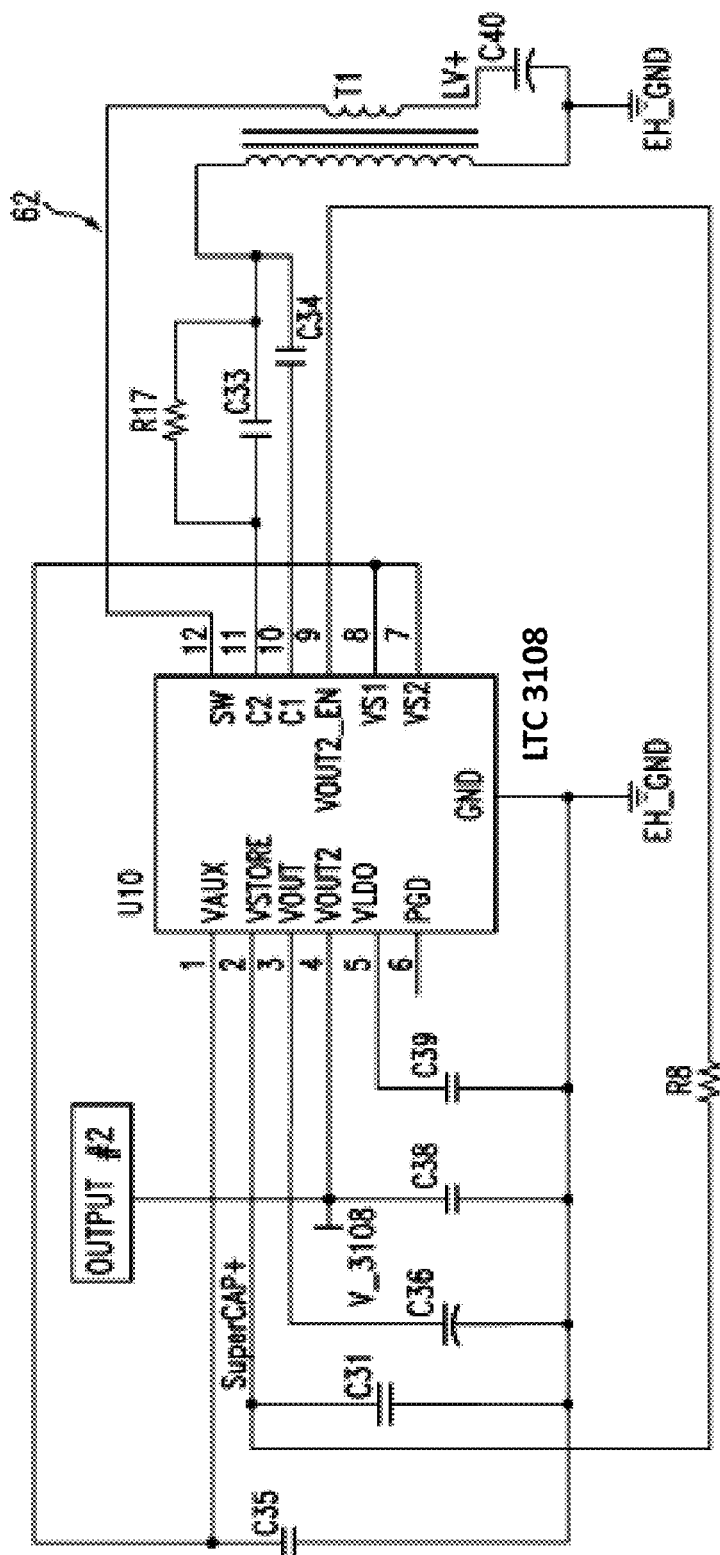 62
T1
LV+
C40
EH_GND
R17
C33
C34
12
11
10
9
8
7
SW
C2
C1
VOUT2_EN
VS1
VS2
LTC 3108
GND
EH_GND
U10
VAUX
VSTORE
VOUT
VOUT2
VLDO
PGD
1
2
3
4
5
6
OUTPUT #2
SuperCAP+
V_3108
C39
C38
C36
C31
C35
R8